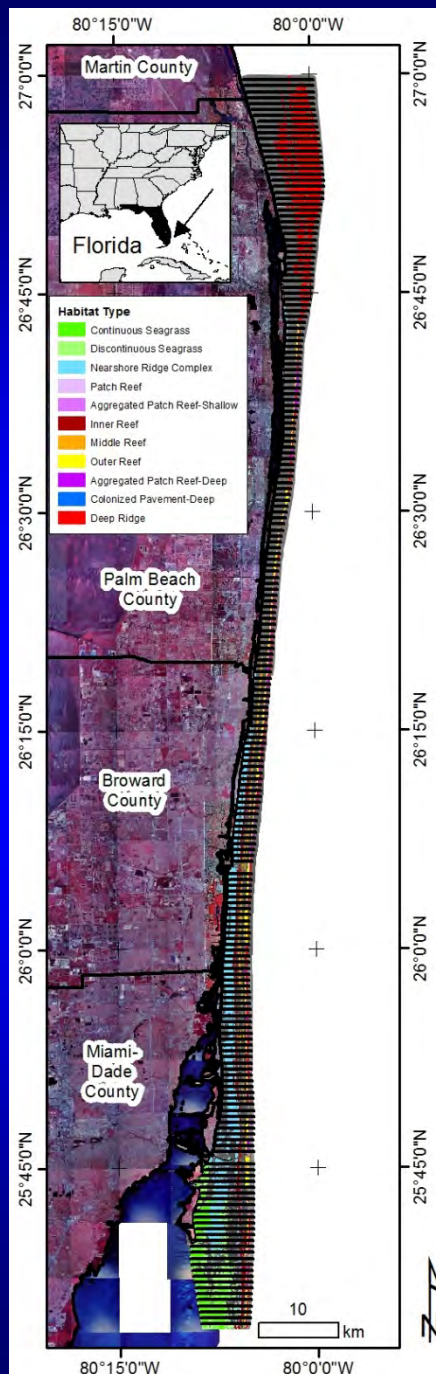 80°15'0"W 80°0'0"W
Martin County
27°0'0"N 27°0'0"N
Florida
26°45'0"N 26°45'0"N
Habitat Type
Continuous Seagrass
Discontinuous Seagrass
Nearshore Ridge Complex
Patch Reef
Aggregated Patch Reef-Shallow
Inner Reef
Middle Reef
Outer Reef
Aggregated Patch Reef-Deep
Colonized Pavement-Deep
Deep Ridge
26°30'0"N 26°30'0"N
Palm Beach
County
26°15'0"N 26°15'0"N
Broward
County
26°0'0"N 26°0'0"N
Miami-
Dade
County
25°45'0"N 25°45'0"N
10
km
N
80°15'0"W 80°0'0"W